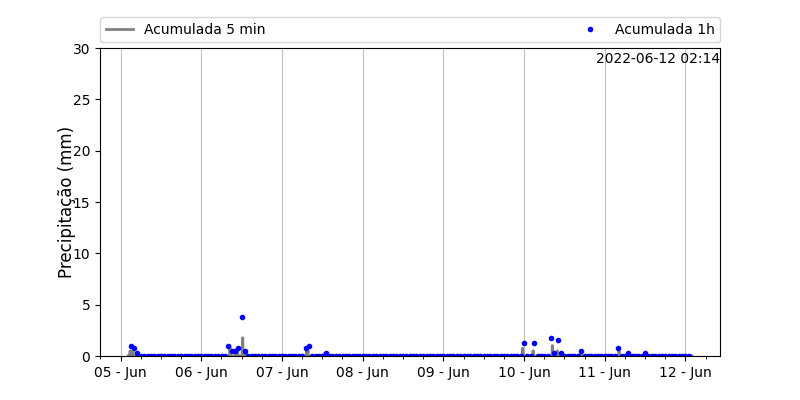 Acumulada 5 min
Acumulada 1h
2022-06-12 02:14
Precipitação (mm)
30
25
20
15
10
5
0
05 - Jun 06 - Jun 07 - Jun 08 - Jun 09 - Jun 10 - Jun 11 - Jun 12 - Jun